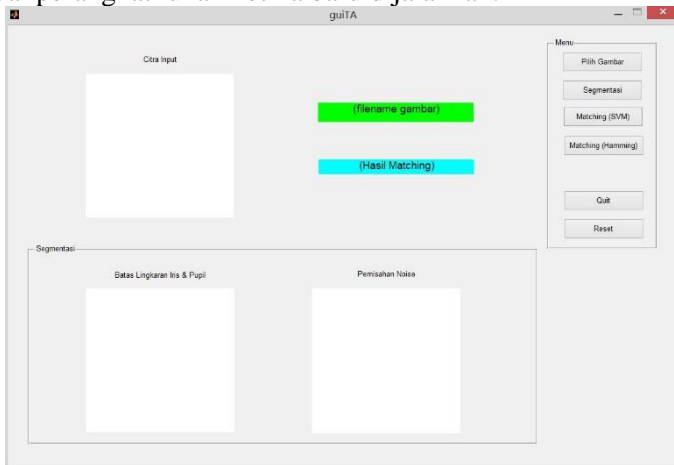 guiTA
Citra Input
(filename gambar)
(Hasil Matching)
Menu
Pilih Gambar
Segmentasi
Matching (SVM)
Matching (Hamming)
Quit
Reset
Segmentasi
Batas Lingkaran Iris & Pupil
Pemisahan Noise